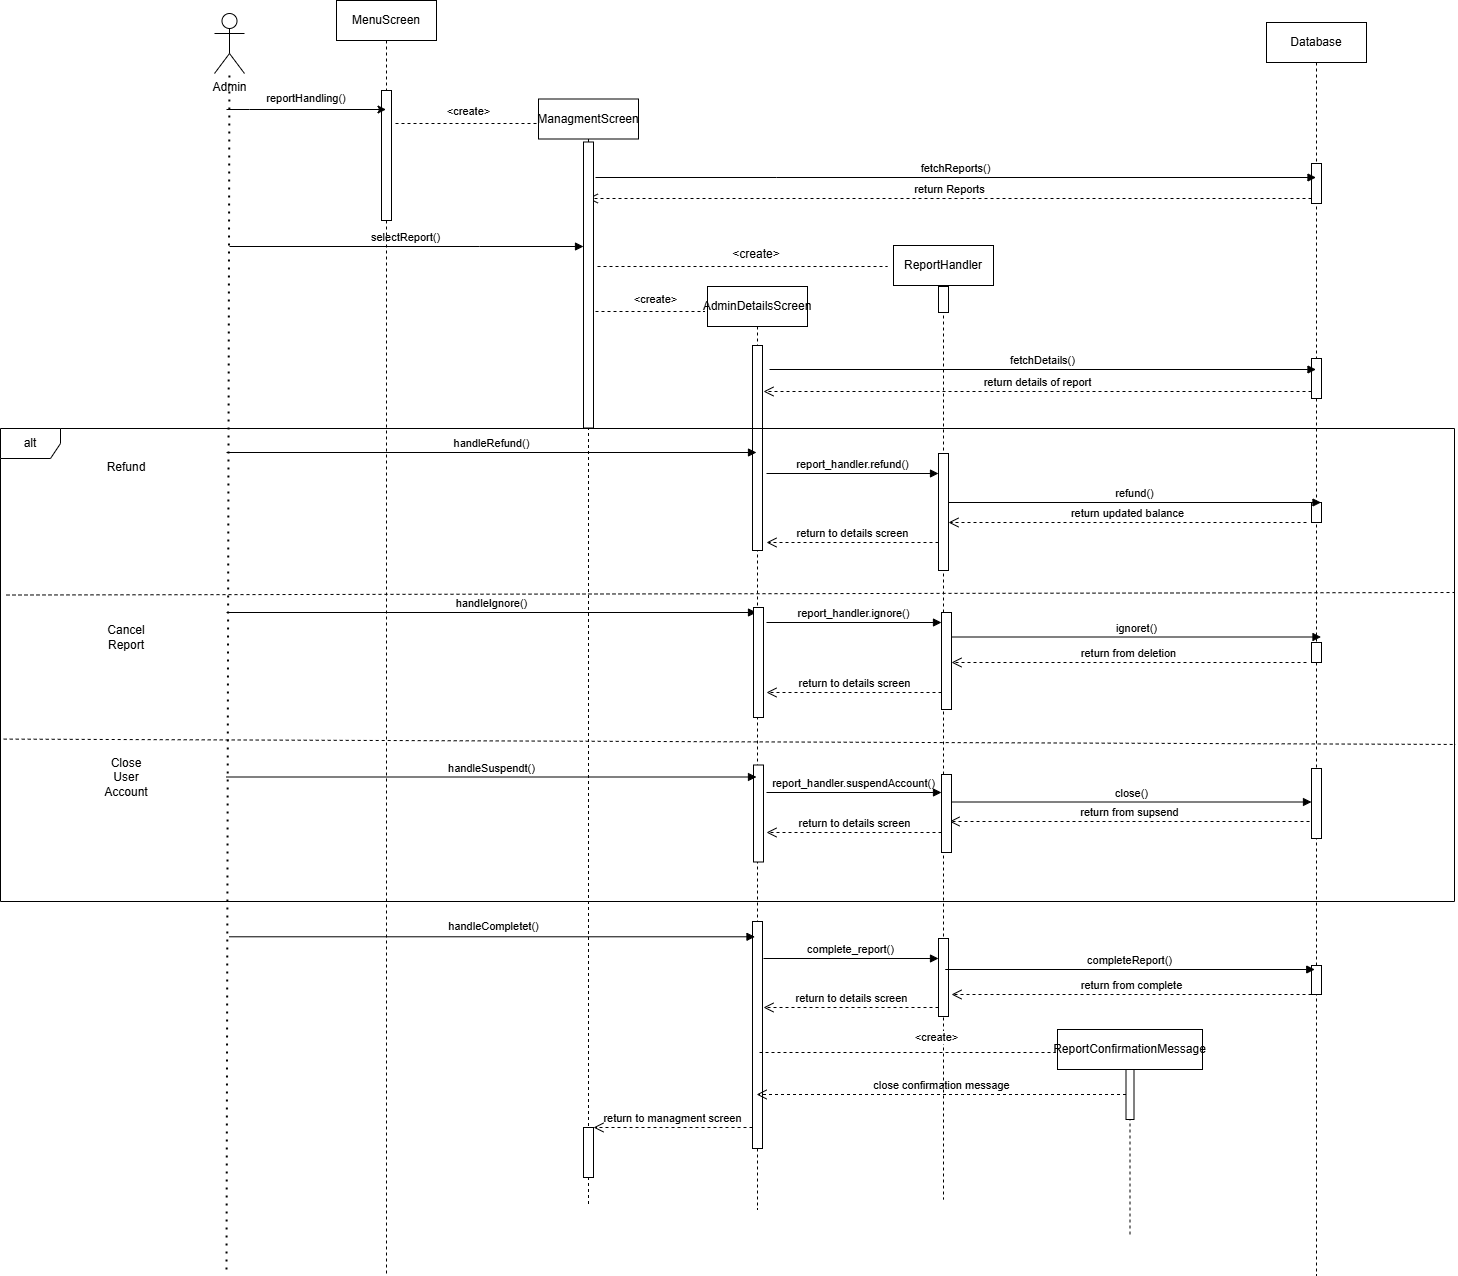 MenuScreen
Database
Admin
reportHandling()
<create>
ManagmentScreen
fetchReports()
return Reports
selectReport()
<create>
ReportHandler
<create>
AdminDetailsScreen
fetchDetails()
return details of report
alt
handleRefund()
Refund
report_handler.refund()
refund()
return updated balance
return to details screen
handleIgnore()
report_handler.ignore()
Cancel
Report
ignoret()
return from deletion
return to details screen
Close
User
Account
handleSuspendt()
report_handler.suspendAccount()
close()
return from supsend
return to details screen
handleCompletet()
complete_report()
completeReport()
return from complete
return to details screen
<create>
ReportConfirmationMessage
close confirmation message
return to managment screen